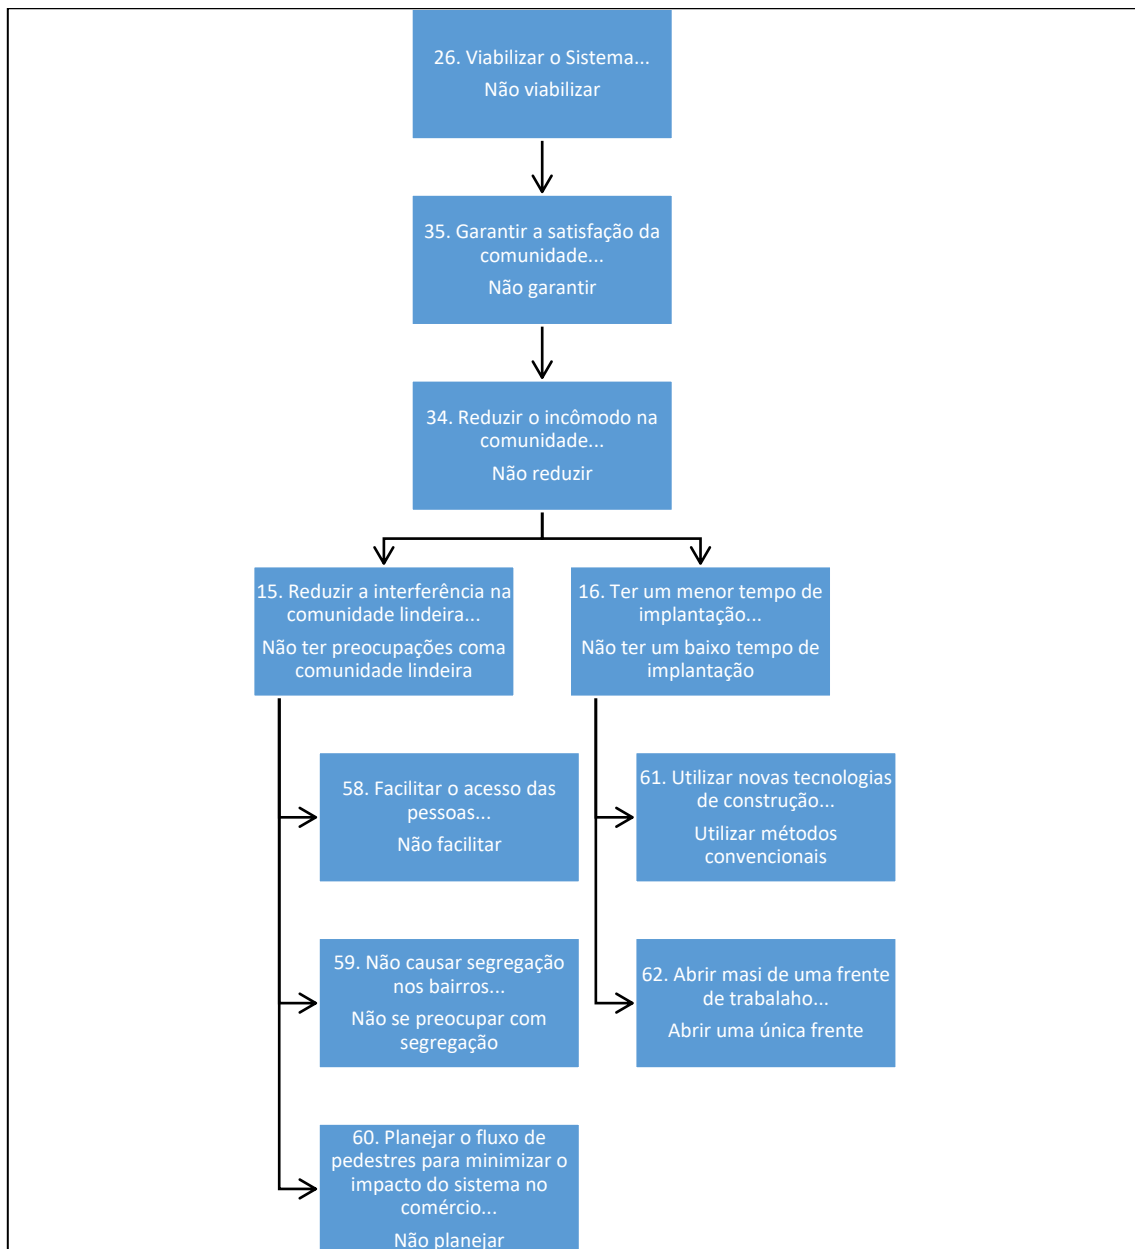 26. Viabilizar o Sistema...
Não viabilizar
35. Garantir a satisfação da
comunidade...
Não garantir
34. Reduzir o incômodo na
comunidade...
Não reduzir
15. Reduzir a interferência na
comunidade lindeira...
Não ter preocupações coma
comunidade lindeira
16. Ter um menor tempo de
implantação...
Não ter um baixo tempo de
implantação
58. Facilitar o acesso das
pessoas...
Não facilitar
61. Utilizar novas tecnologias
de construção...
Utilizar métodos
convencionais
59. Não causar segregação
nos bairros...
Não se preocupar com
segregação
62. Abrir masi de uma frente
de trabalaho...
Abrir uma única frente
60. Planejar o fluxo de
pedestres para minimizar o
impacto do sistema no
comércio...
Não planejar